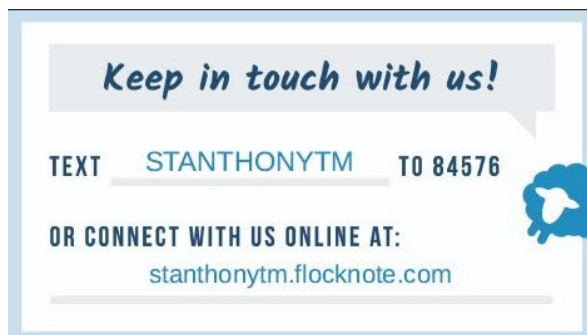 Keep in touch with us!
TEXT STANTHONYTM TO 84576
OR CONNECT WITH US ONLINE AT:
stanthonytm.flocknote.com